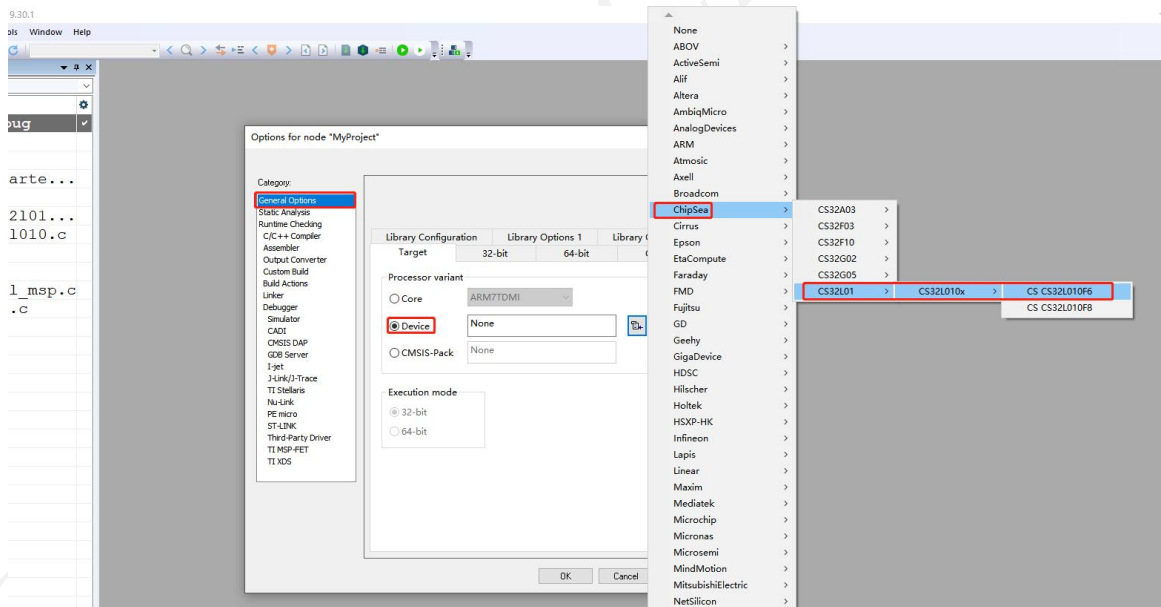 9.30.1
ols Window Help
bug
arte...
2l01...
l010.c
l_msp.c
.c
Options for node "MyProject"
Category:
General Options
Static Analysis
Runtime Checking
C/C++ Compiler
Assembler
Output Converter
Custom Build
Build Actions
Linker
Debugger
Simulator
CADI
CMSIS DAP
GDB Server
I-jet
J-Link/J-Trace
TI Stellaris
Nu-Link
PE micro
ST-LINK
Third-Party Driver
TI MSP-FET
TI XDS
Library Configuration Library Options 1 Library
Target 32-bit 64-bit
Processor variant
Core ARM7TDMI
Device None
CMSIS-Pack None
Execution mode
32-bit
64-bit
OK Cancel
None
ABOV
ActiveSemi
Alif
Altera
AmbiqMicro
AnalogDevices
ARM
Atmosic
Axell
Broadcom
ChipSea
Cirrus
Epson
EtaCompute
Faraday
FMD
Fujitsu
GD
Geehy
GigaDevice
HDSC
Hilscher
Holtek
HSXP-HK
Infineon
Lapis
Linear
Maxim
Mediatek
Microchip
Micronas
Microsemi
MindMotion
MitsubishiElectric
NetSilicon
CS32A03
CS32F03
CS32F10
CS32G02
CS32G05
CS32L01
CS32L010x
CS CS32L010F6
CS CS32L010F8